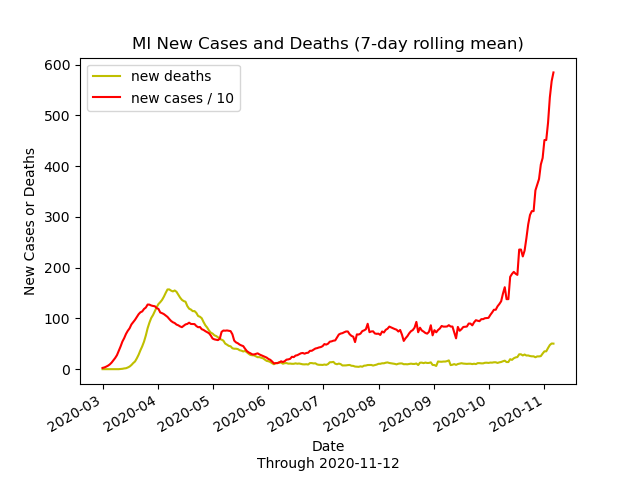 MI New Cases and Deaths (7-day rolling mean)
new deaths
new cases / 10
New Cases or Deaths
600
500
400
300
200
100
0
2020-03
2020-04
2020-05
2020-06
2020-07
2020-08
2020-09
2020-10
2020-11
Date
Through 2020-11-12